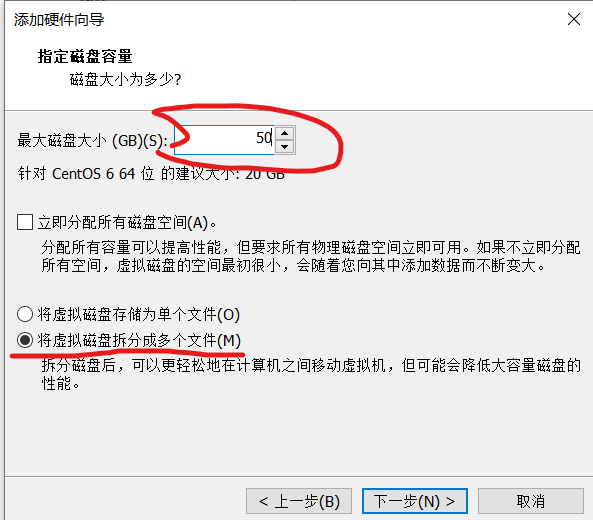 添加硬件向导
指定磁盘容量
磁盘大小为多少?
最大磁盘大小 (GB)(S): 50
针对 CentOS 6 64 位 的建议大小: 20 GB
立即分配所有磁盘空间(A)。
分配所有容量可以提高性能，但要求所有物理磁盘空间立即可用。如果不立即分配
所有空间，虚拟磁盘的空间最初很小，会随着您向其中添加数据而不断变大。
将虚拟磁盘存储为单个文件(O)
将虚拟磁盘拆分成多个文件(M)
拆分磁盘后，可以更轻松地在计算机之间移动虚拟机，但可能会降低大容量磁盘的
性能。
< 上一步(B) 下一步(N) > 取消